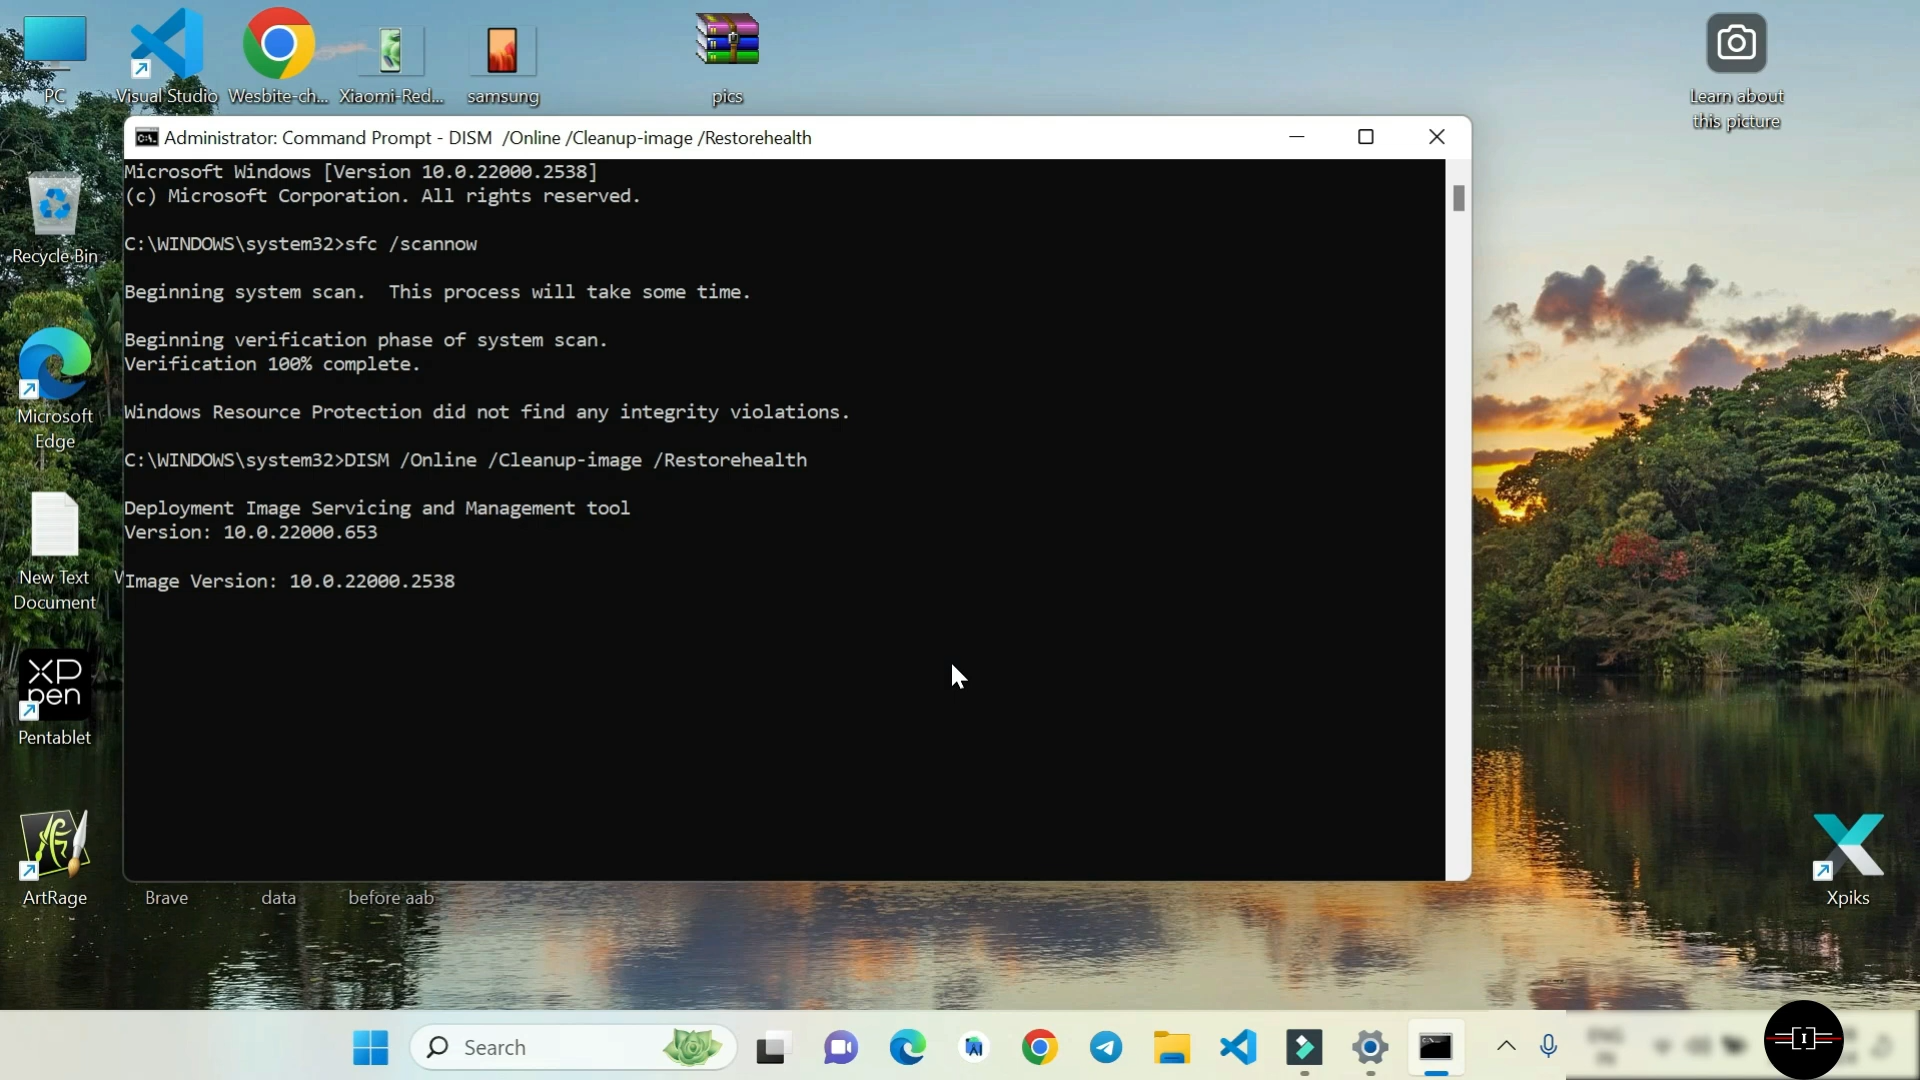 PC
Visual Studio
Wesbite-ch...
Xiaomi-Red...
samsung
pics
Learn about
this picture
Administrator: Command Prompt - DISM  /Online /Cleanup-image /Restorehealth
Microsoft Windows [Version 10.0.22000.2538]
(c) Microsoft Corporation. All rights reserved.
C:\WINDOWS\system32>sfc /scannow
Beginning system scan.  This process will take some time.
Beginning verification phase of system scan.
Verification 100% complete.
Windows Resource Protection did not find any integrity violations.
C:\WINDOWS\system32>DISM /Online /Cleanup-image /Restorehealth
Deployment Image Servicing and Management tool
Version: 10.0.22000.653
Image Version: 10.0.22000.2538
Recycle Bin
Microsoft
Edge
New Text
Document
XP
pen
Pentablet
ArtRage
Brave
data
before aab
Xpiks
Search